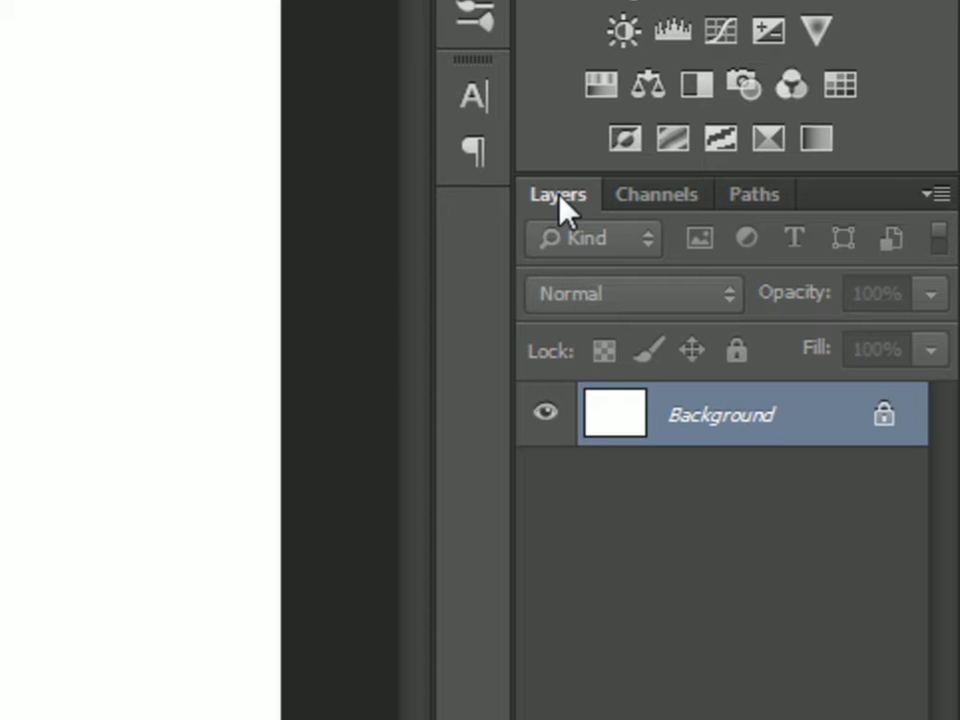 A|
Layers Channels Paths
Kind T
Normal Opacity: 100%
Lock: Fill: 100%
Background